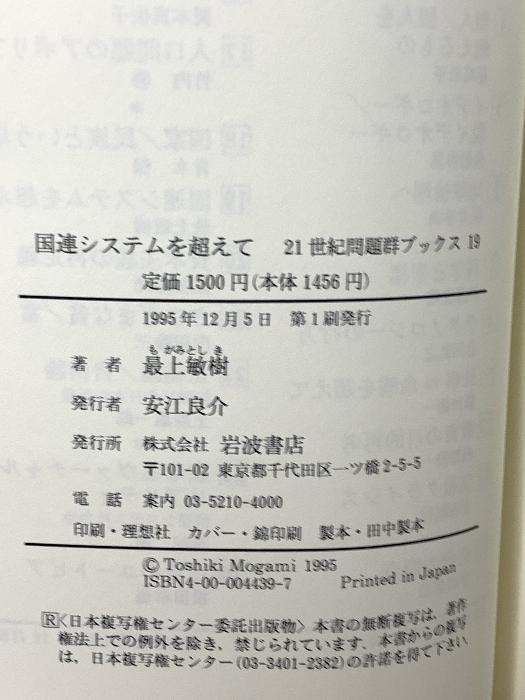 国連システムを超えて 21世紀問題群ブックス 19
定価1500円(本体1456円)
1995年12月5日 第1刷発行
もがみとしき
著者 最上敏樹
発行者 安江良介
発行所 株式会社 岩波書店
〒101-02 東京都千代田区一ツ橋2-5-5
電話 案内 03-5210-4000
印刷・理想社 カバー・錦印刷 製本・田中製本
© Toshiki Mogami 1995
ISBN4-00-004439-7 Printed in Japan
R〈日本複写権センター委託出版物〉本書の無断複写は,著作
権法上での例外を除き,禁じられています.本書からの複写
は,日本複写権センター(03-3401-2382)の許諾を得て下さい